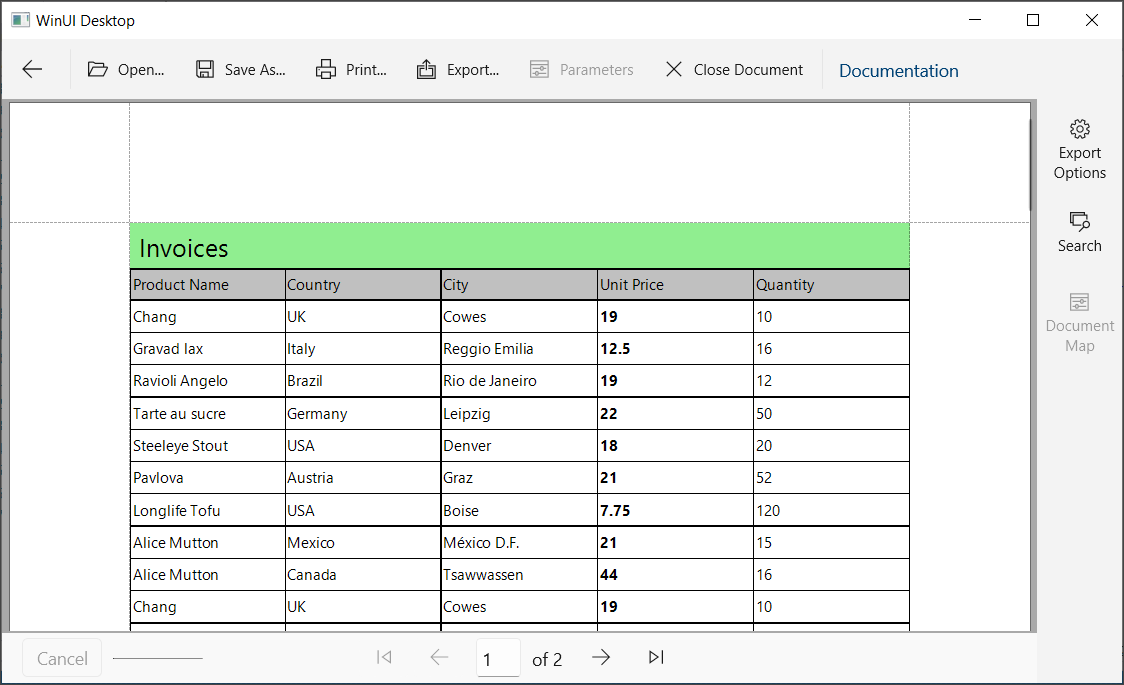 WinUI Desktop
Open... Save As... Print... Export... Parameters Close Document Documentation
Export
Options
Search
Document
Map
Invoices
Product Name Country City Unit Price Quantity
Chang UK Cowes 19 10
Gravad lax Italy Reggio Emilia 12.5 16
Ravioli Angelo Brazil Rio de Janeiro 19 12
Tarte au sucre Germany Leipzig 22 50
Steeleye Stout USA Denver 18 20
Pavlova Austria Graz 21 52
Longlife Tofu USA Boise 7.75 120
Alice Mutton Mexico México D.F. 21 15
Alice Mutton Canada Tsawwassen 44 16
Chang UK Cowes 19 10
Cancel 1 of 2